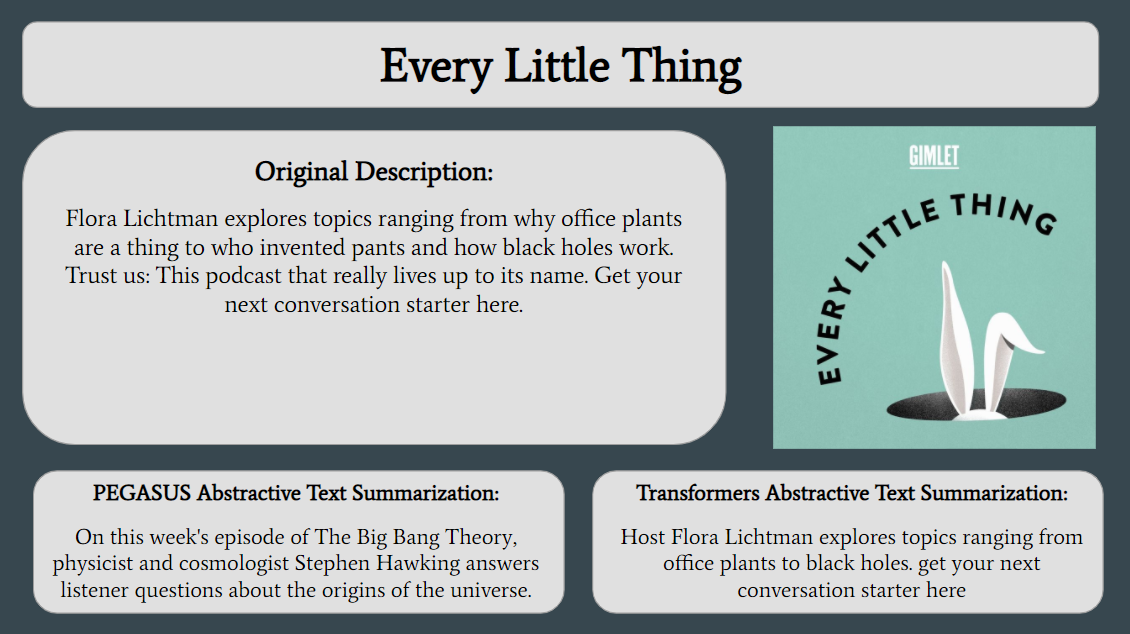 Every Little Thing
Original Description:
Flora Lichtman explores topics ranging from why office plants
are a thing to who invented pants and how black holes work.
Trust us: This podcast that really lives up to its name. Get your
next conversation starter here.
GIMLET
EVERY LITTLE THING
PEGASUS Abstractive Text Summarization:
On this week's episode of The Big Bang Theory,
physicist and cosmologist Stephen Hawking answers
listener questions about the origins of the universe.
Transformers Abstractive Text Summarization:
Host Flora Lichtman explores topics ranging from
office plants to black holes. get your next
conversation starter here